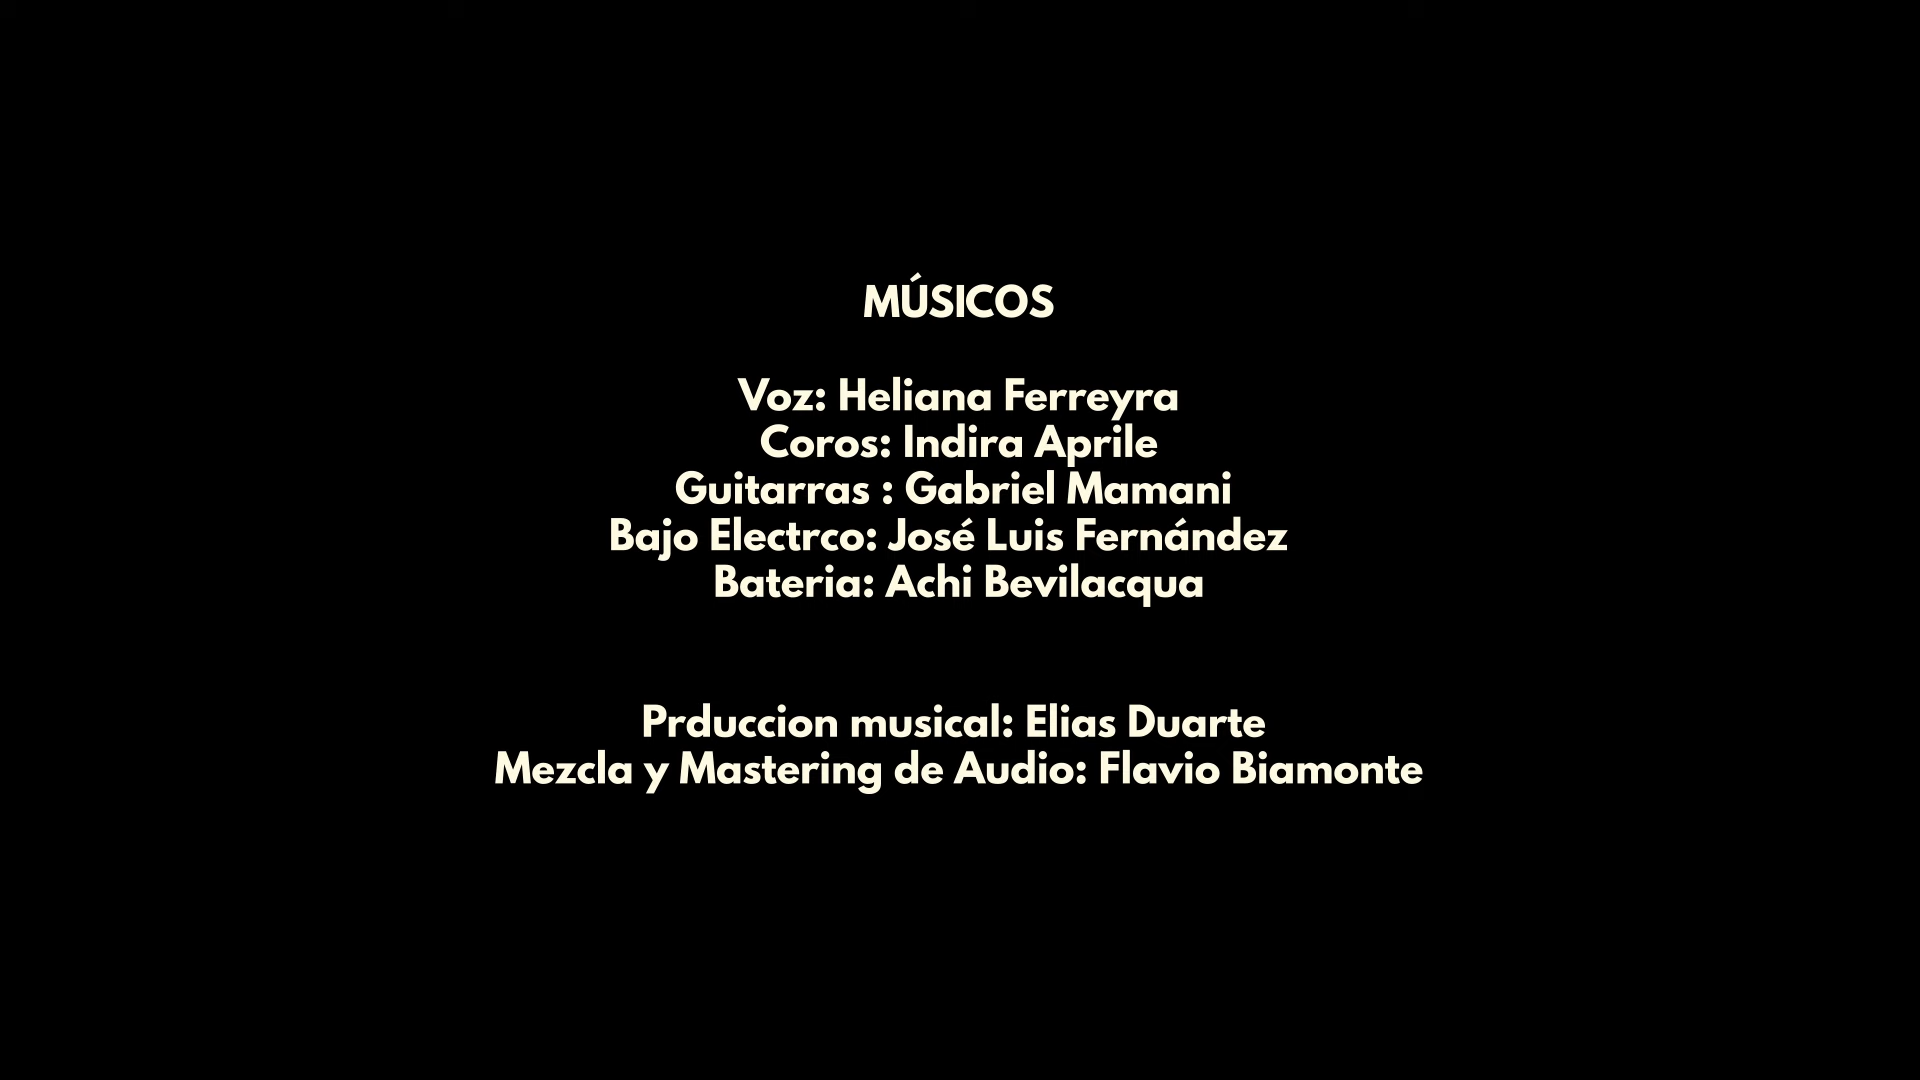 MÚSICOS
Voz: Heliana Ferreyra
Coros: Indira Aprile
Guitarras : Gabriel Mamani
Bajo Electrco: José Luis Fernández
Bateria: Achi Bevilacqua
Prduccion musical: Elias Duarte
Mezcla y Mastering de Audio: Flavio Biamonte